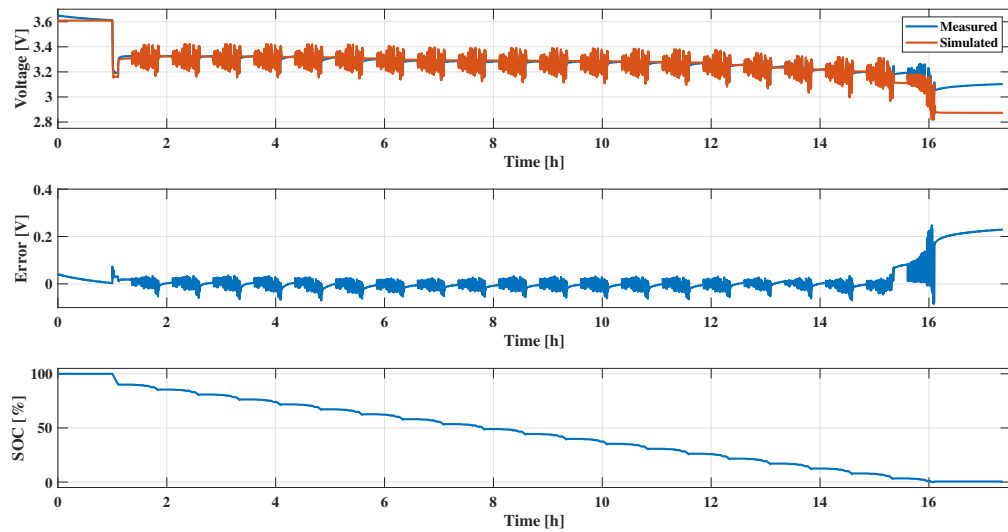 3.6
3.4
3.2
3
2.8
Voltage [V]
0 2 4 6 8 10 12 14 16
Time [h]
Measured
Simulated
0.4
0.2
0
Error [V]
0 2 4 6 8 10 12 14 16
Time [h]
100
50
0
SOC [%]
0 2 4 6 8 10 12 14 16
Time [h]